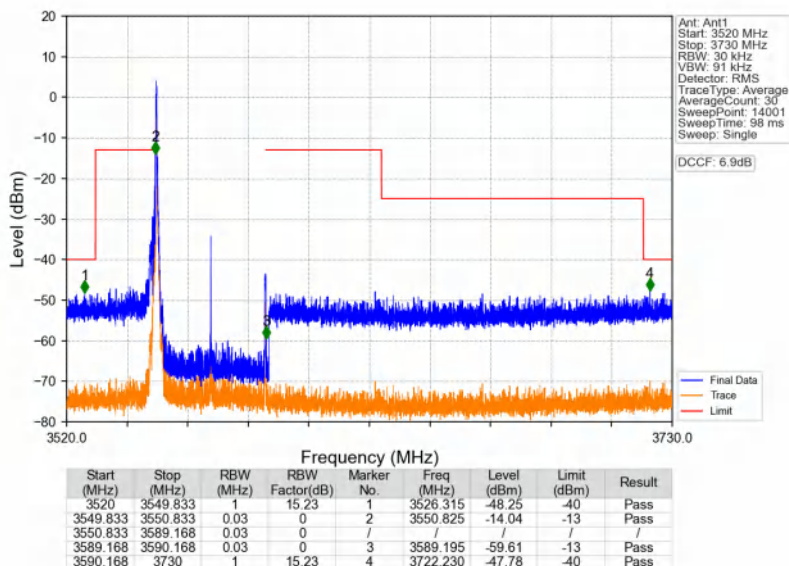 20
10
0
−10
−20
−30
−40
−50
−60
−70
−80
Level (dBm)
1
2
3
4
3520.0
3730.0
Frequency (MHz)
Ant: Ant1
Start: 3520 MHz
Stop: 3730 MHz
RBW: 30 kHz
VBW: 91 kHz
Detector: RMS
TraceType: Average
AverageCount: 30
SweepPoint: 14001
SweepTime: 98 ms
Sweep: Single
DCCF: 6.9dB
Final Data
Trace
Limit
Start (MHz) Stop (MHz) RBW (MHz) RBW Factor(dB) Marker No. Freq (MHz) Level (dBm) Limit (dBm) Result
3520 3549.833 1 15.23 1 3526.315 -48.25 -40 Pass
3549.833 3550.833 0.03 0 2 3550.825 -14.04 -13 Pass
3550.833 3589.168 0.03 0 / / / / /
3589.168 3590.168 0.03 0 3 3589.195 -59.61 -13 Pass
3590.168 3730 1 15.23 4 3722.230 -47.78 -40 Pass